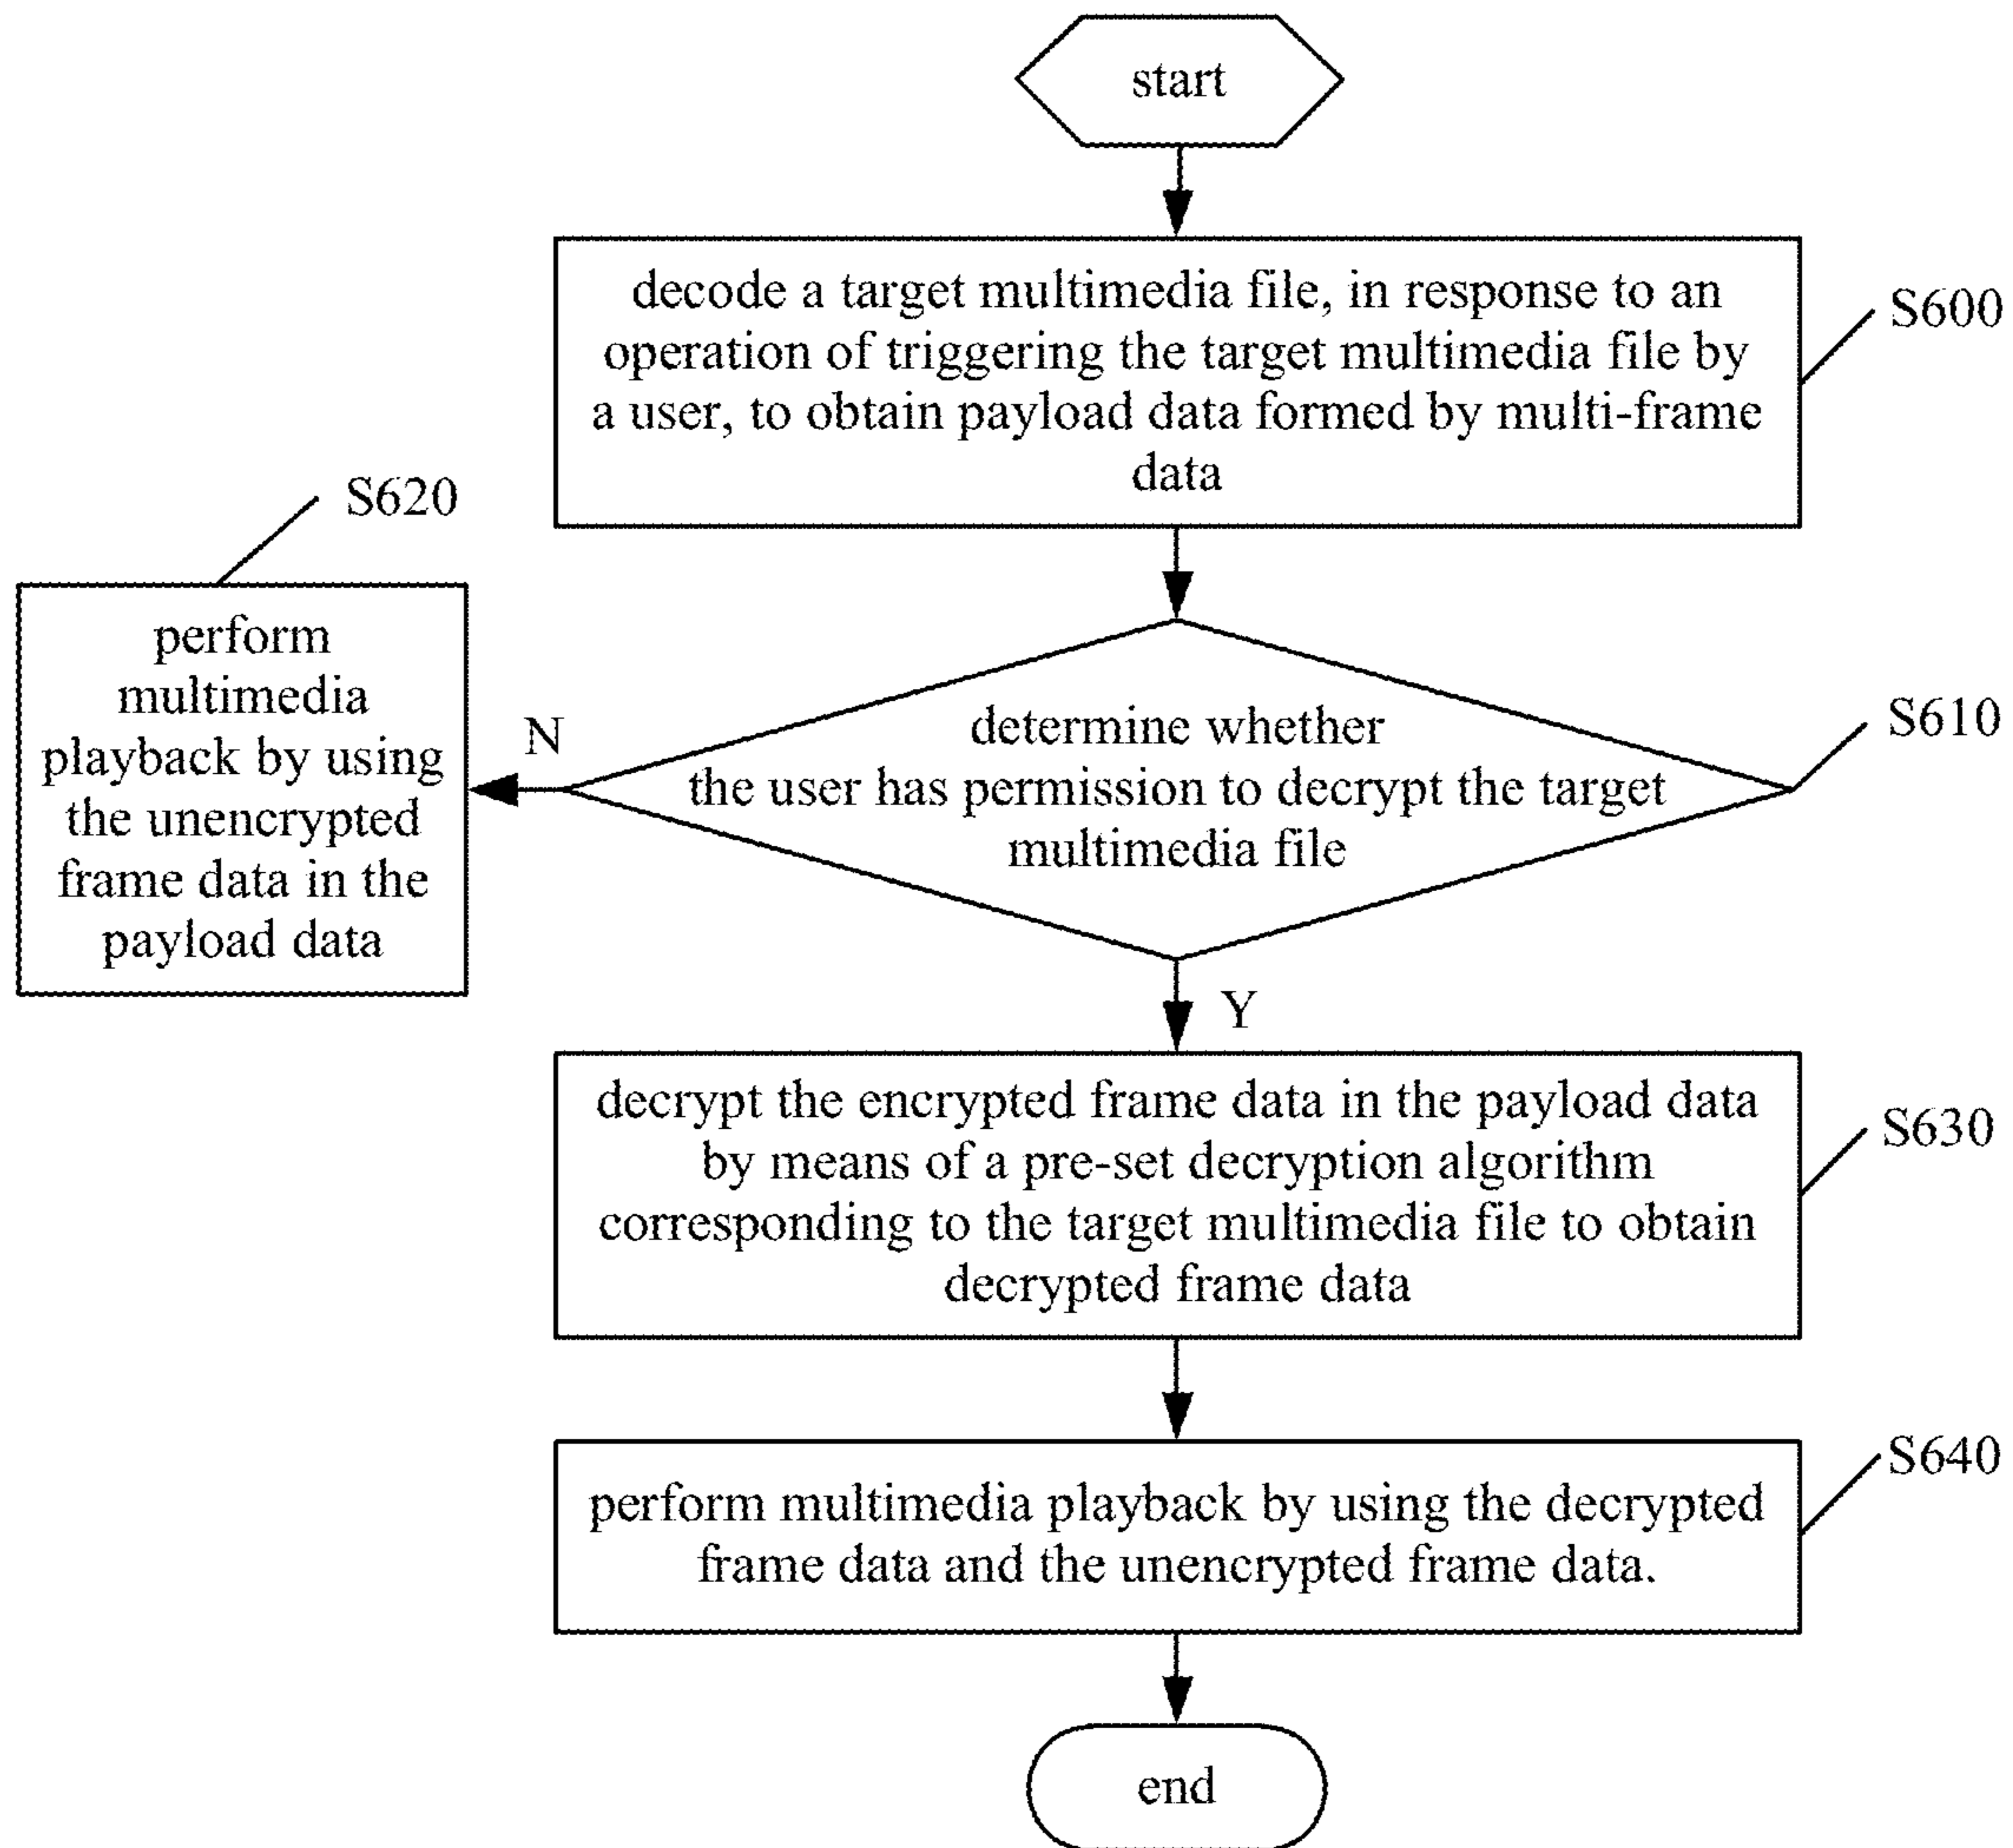 start
decode a target multimedia file, in response to an
operation of triggering the target multimedia file by
a user, to obtain payload data formed by multi-frame
data
S600
S620
perform
multimedia
playback by using
the unencrypted
frame data in the
payload data
N
determine whether
the user has permission to decrypt the target
multimedia file
S610
Y
decrypt the encrypted frame data in the payload data
by means of a pre-set decryption algorithm
corresponding to the target multimedia file to obtain
decrypted frame data
S630
perform multimedia playback by using the decrypted
frame data and the unencrypted frame data.
S640
end